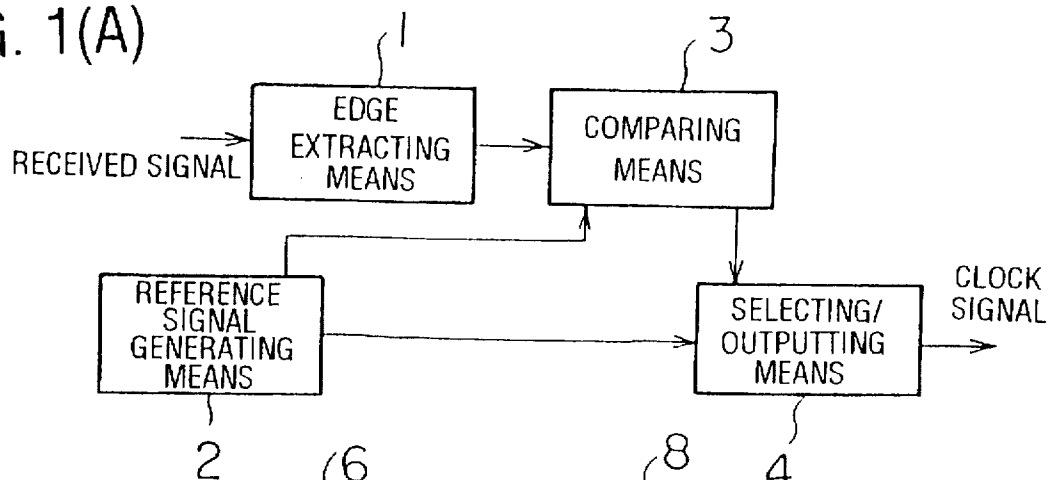 G. 1(A)
1
3
EDGE
EXTRACTING
MEANS
COMPARING
MEANS
RECEIVED SIGNAL
REFERENCE
SIGNAL
GENERATING
MEANS
SELECTING/
OUTPUTTING
MEANS
CLOCK
SIGNAL
2
6
8
4